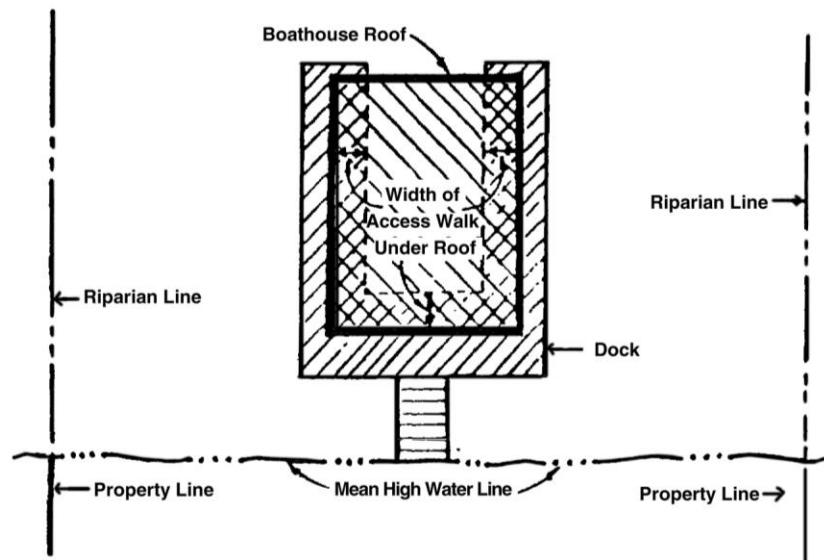 Boathouse Roof
Width of
Access Walk
Under Roof
Riparian Line
Riparian Line
Dock
Property Line
Mean High Water Line
Property Line